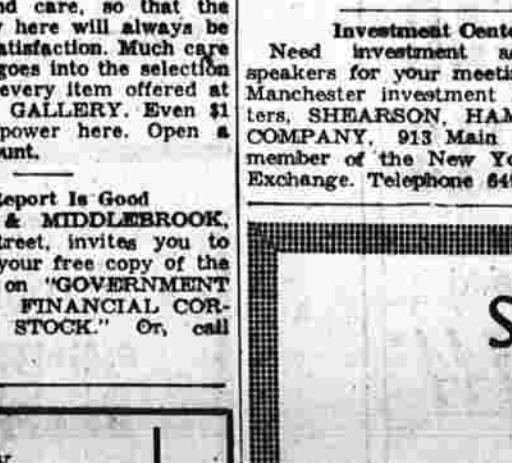 nd care, so that the
here will always be
atisfaction. Much care
goes into the selection
every item offered at
GALLERY. Even $1
power here. Open a
unt.
Report Is Good
& MIDDLEBROOK,
treet, invites you to
your free copy of the
on "GOVERNMENT
FINANCIAL COR-
STOCK." Or, call
Investment Cent
Need investment a
speakers for your meeti
Manchester investment
ters, SHEARSON, HAM
COMPANY, 913 Main
member of the New Yo
Exchange. Telephone 64
S